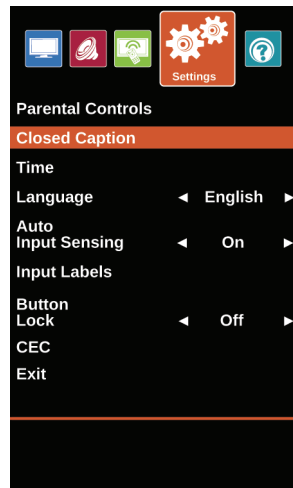 Settings
Parental Controls
Closed Caption
Time
Language ◄ English ►
Auto
Input Sensing ◄ On ►
Input Labels
Button
Lock ◄ Off ►
CEC
Exit